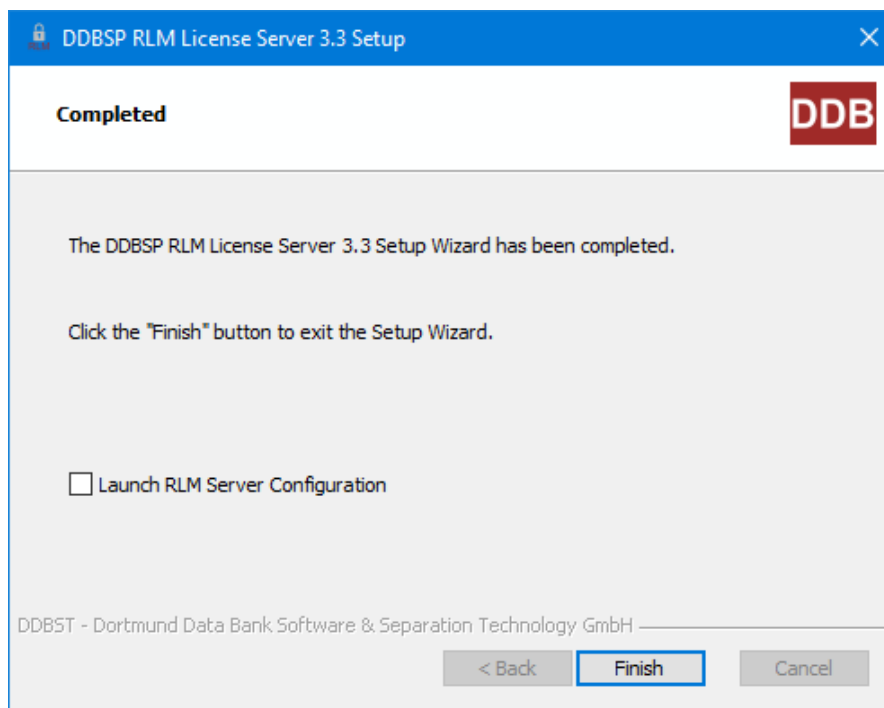 DDBSP RLM License Server 3.3 Setup
Completed
DDB
The DDBSP RLM License Server 3.3 Setup Wizard has been completed.
Click the "Finish" button to exit the Setup Wizard.
Launch RLM Server Configuration
DDBST - Dortmund Data Bank Software & Separation Technology GmbH
< Back
Finish
Cancel